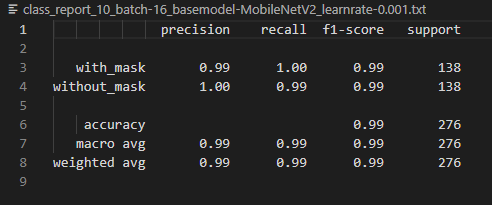 class_report_10_batch-16_basemodel-MobileNetV2_learnrate-0.001.txt
1 precision recall f1-score support
2
3 with_mask 0.99 1.00 0.99 138
4 without_mask 1.00 0.99 0.99 138
5
6 accuracy 0.99 276
7 macro avg 0.99 0.99 0.99 276
8 weighted avg 0.99 0.99 0.99 276
9